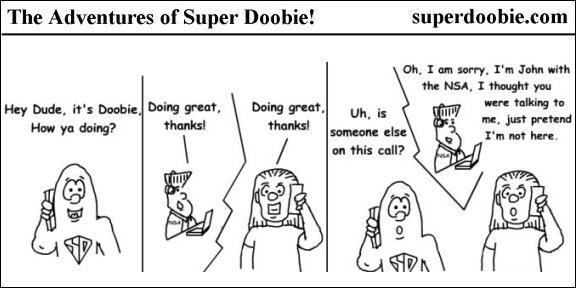 The Adventures of Super Doobie!
superdoobie.com
Hey Dude, it's Doobie,
How ya doing?
SD
Doing great,
thanks!
NSA
Doing great,
thanks!
Uh, is
someone else
on this call?
SD
Oh, I am sorry, I'm John with
the NSA, I thought you
were talking to
me, just pretend
I'm not here.
NSA